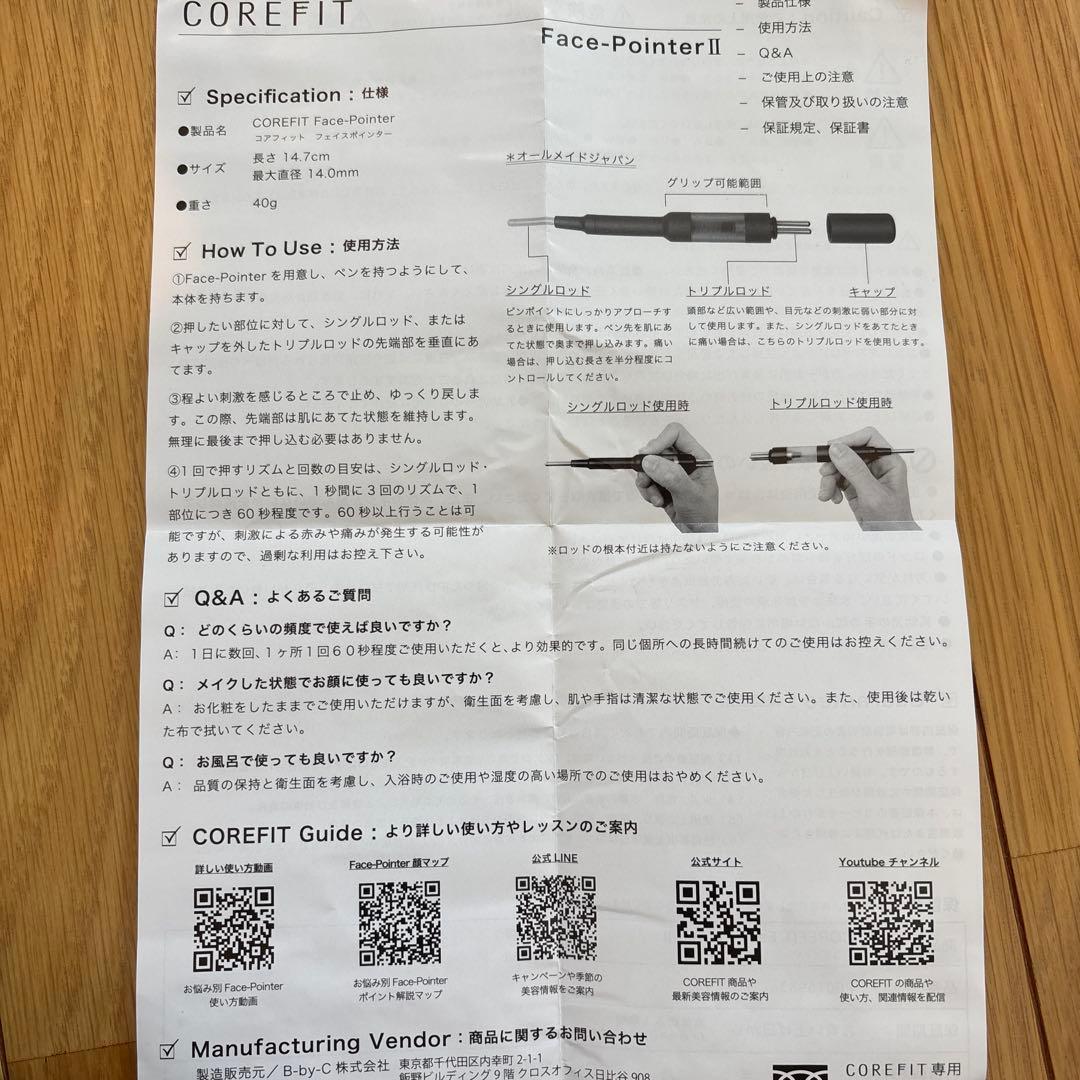 COREFIT
Face-PointerⅡ
− 製品仕様
− 使用方法
− Q&A
− ご使用上の注意
− 保管及び取り扱いの注意
− 保証規定、保証書
Specification : 仕様
●製品名 COREFIT Face-Pointer
コアフィット フェイスポインター
●サイズ 長さ 14.7cm
最大直径 14.0mm
●重さ 40g
How To Use : 使用方法
①Face-Pointer を用意し、ペンを持つようにして、
本体を持ちます。
②押したい部位に対して、シングルロッド、または
キャップを外したトリプルロッドの先端部を垂直にあ
てます。
③程よい刺激を感じるところで止め、ゆっくり戻しま
す。この際、先端部は肌にあてた状態を維持します。
無理に最後まで押し込む必要はありません。
④1回で押すリズムと回数の目安は、シングルロッド・
トリプルロッドともに、1秒間に3回のリズムで、1
部位につき60秒程度です。60秒以上行うことは可
能ですが、刺激による赤みや痛みが発生する可能性が
ありますので、過剰な利用はお控え下さい。
＊オールメイドジャパン
グリップ可能範囲
シングルロッド
ピンポイントにしっかりアプローチす
るときに使用します。ペン先を肌にあ
てた状態で奥まで押し込みます。痛い
場合は、押し込む長さを半分程度にコ
ントロールしてください。
トリプルロッド
キャップ
頭部など広い範囲や、目元などの刺激に弱い部分に対
して使用します。また、シングルロッドをあてたとき
に痛い場合は、こちらのトリプルロッドを使用します。
シングルロッド使用時
トリプルロッド使用時
※ロッドの根本付近は持たないようにご注意ください。
Q&A : よくあるご質問
Q： どのくらいの頻度で使えば良いですか？
A： 1日に数回、1ヶ所1回60秒程度ご使用いただくと、より効果的です。同じ個所への長時間続けてのご使用はお控えください。
Q： メイクした状態でお顔に使っても良いですか？
A： お化粧をしたままでご使用いただけますが、衛生面を考慮し、肌や手指は清潔な状態でご使用ください。また、使用後は乾い
た布で拭いてください。
Q： お風呂で使っても良いですか？
A： 品質の保持と衛生面を考慮し、入浴時のご使用や湿度の高い場所でのご使用はおやめください。
COREFIT Guide : より詳しい使い方やレッスンのご案内
詳しい使い方動画
お悩み別 Face-Pointer
使い方動画
Face-Pointer 顔マップ
お悩み別 Face-Pointer
ポイント解説マップ
公式 LINE
キャンペーンや季節の
美容情報をご案内
公式サイト
COREFIT 商品や
最新美容情報のご案内
Youtube チャンネル
COREFIT の商品や
使い方、関連情報を配信
Manufacturing Vendor : 商品に関するお問い合わせ
製造販売元／ B-by-C 株式会社 東京都千代田区内幸町 2-1-1
飯野ビルディング 9階 クロスオフィス日比谷 908
COREFIT 専用